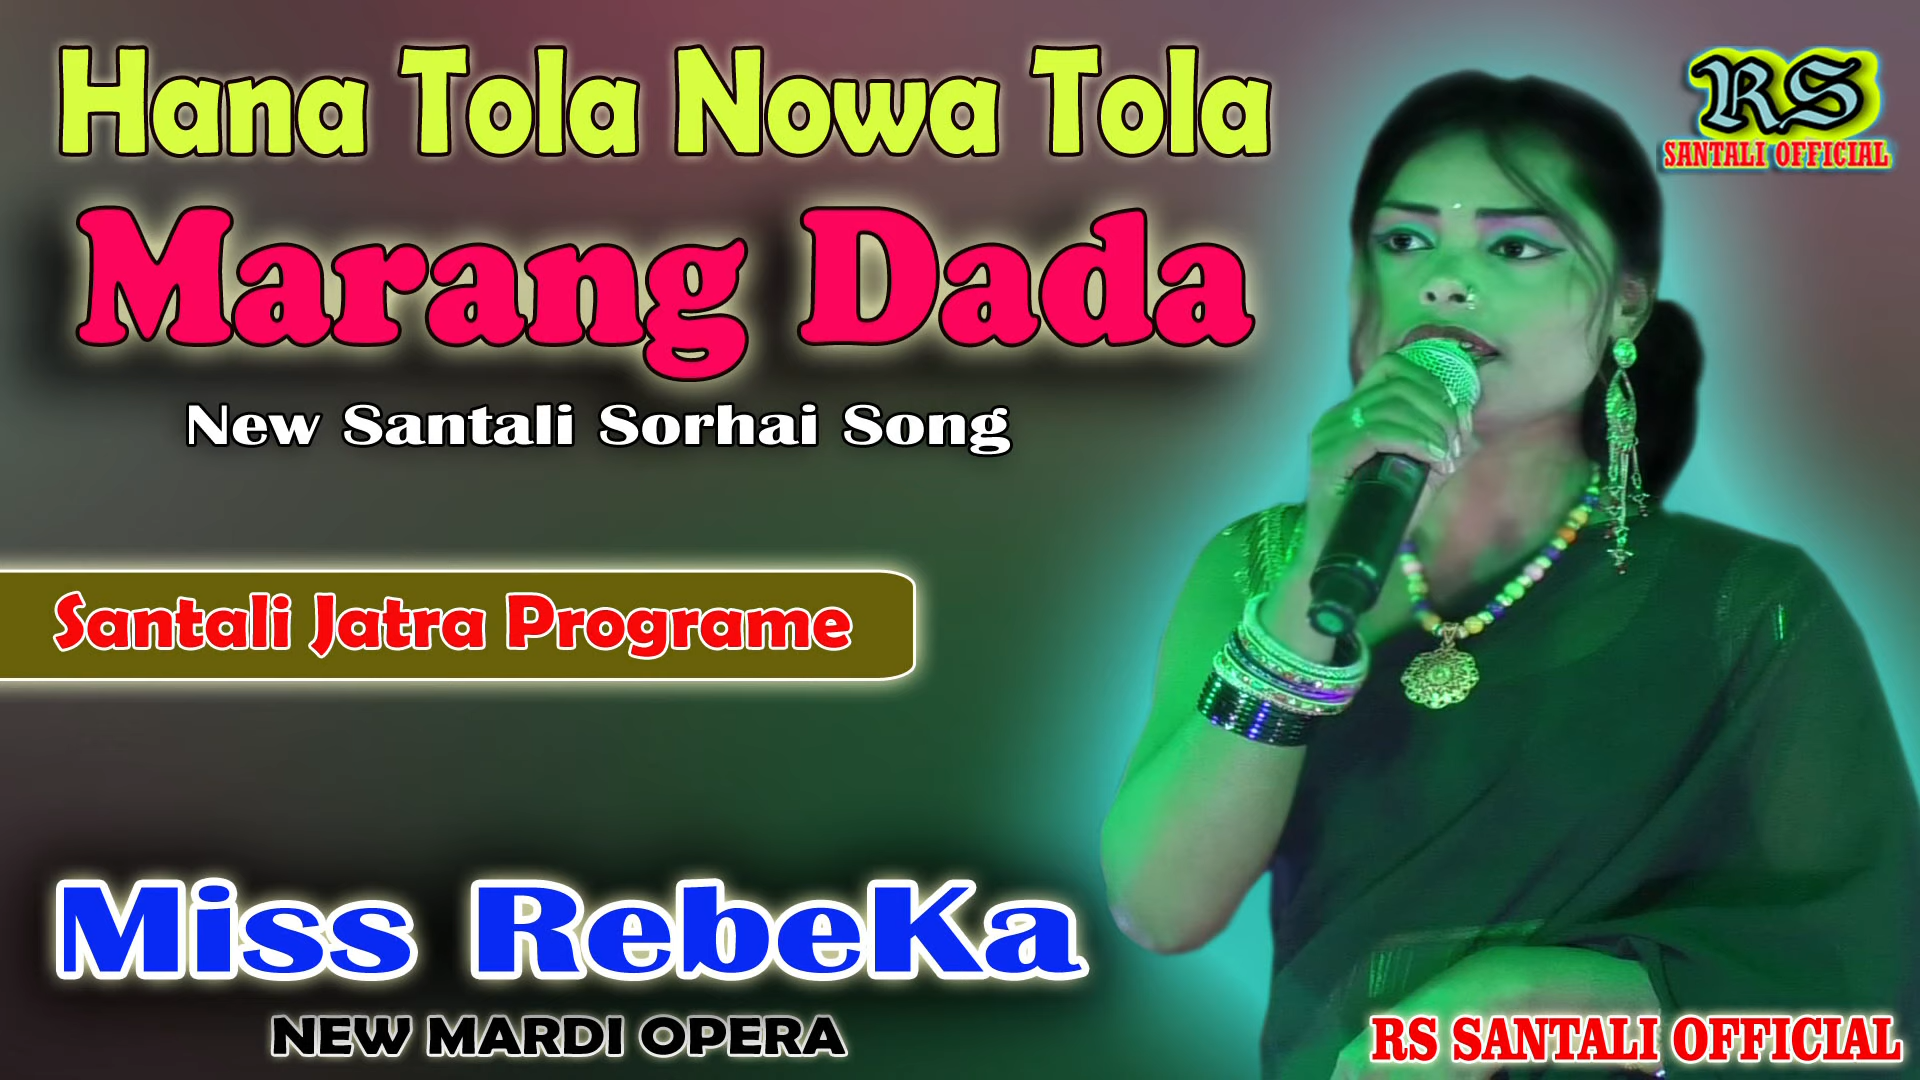 Hana Tola Nowa Tola
RS
SANTALI OFFICIAL
Marang Dada
New Santali Sorhai Song
Santali Jatra Programe
Miss RebeKa
NEW MARDI OPERA
RS SANTALI OFFICIAL